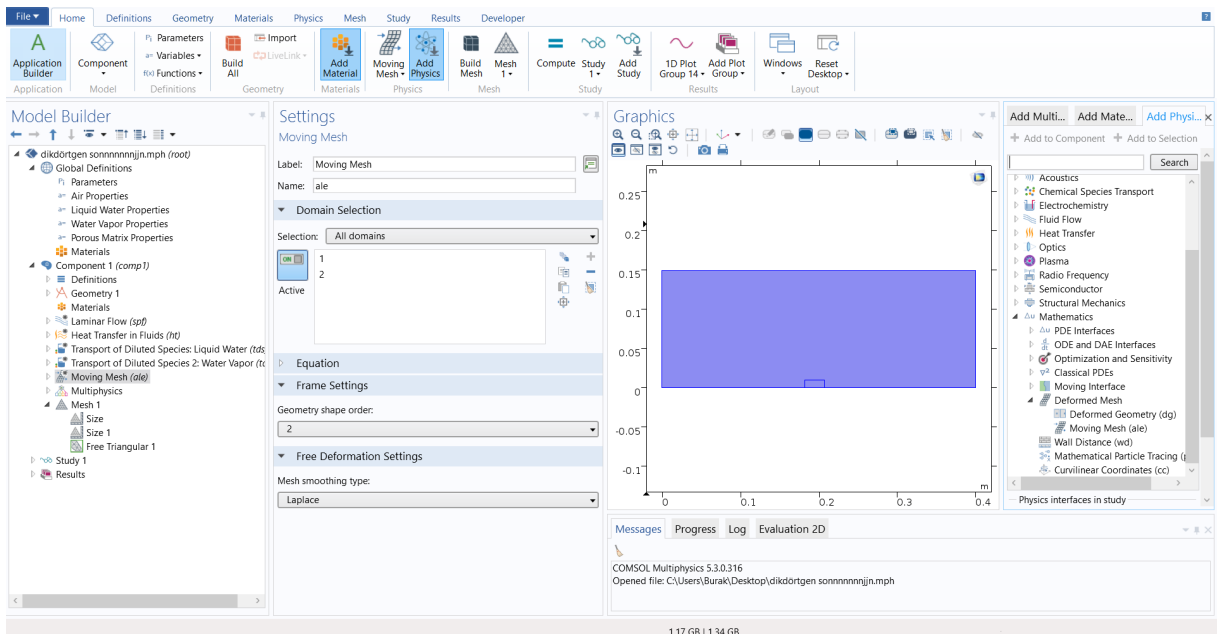 File Home Definitions Geometry Materials Physics Mesh Study Results Developer
Application Builder
Component
Pi Parameters
a= Variables
f(x) Functions
Build All
Import
LiveLink
Add Material
Moving Mesh
Add Physics
Build Mesh
Mesh 1
Compute
Study 1
Add Study
1D Plot Group 14
Add Plot Group
Windows
Reset Desktop
Application Model Definitions Geometry Materials Physics Mesh Study Results Layout
Model Builder
dikdörtgen sonnnnnnnjjn.mph (root)
Global Definitions
Pi Parameters
a= Air Properties
a= Liquid Water Properties
a= Water Vapor Properties
a= Porous Matrix Properties
Materials
Component 1 (comp1)
Definitions
Geometry 1
Materials
Laminar Flow (spf)
Heat Transfer in Fluids (ht)
Transport of Diluted Species: Liquid Water (tds
Transport of Diluted Species 2: Water Vapor (tc
Moving Mesh (ale)
Multiphysics
Mesh 1
Size
Size 1
Free Triangular 1
Study 1
Results
Settings
Moving Mesh
Label: Moving Mesh
Name: ale
Domain Selection
Selection: All domains
ON
Active
1
2
Equation
Frame Settings
Geometry shape order:
2
Free Deformation Settings
Mesh smoothing type:
Laplace
Graphics
m
0.25
0.2
0.15
0.1
0.05
0
-0.05
-0.1
m
0 0.1 0.2 0.3 0.4
Messages Progress Log Evaluation 2D
COMSOL Multiphysics 5.3.0.316
Opened file: C:\Users\Burak\Desktop\dikdörtgen sonnnnnnnjjn.mph
Add Multi... Add Mate... Add Physi...
+ Add to Component + Add to Selection
Search
Acoustics
Chemical Species Transport
Electrochemistry
Fluid Flow
Heat Transfer
Optics
Plasma
Radio Frequency
Semiconductor
Structural Mechanics
Δu Mathematics
Δu PDE Interfaces
ODE and DAE Interfaces
Optimization and Sensitivity
∇² Classical PDEs
Moving Interface
Deformed Mesh
Deformed Geometry (dg)
Moving Mesh (ale)
Wall Distance (wd)
Mathematical Particle Tracing (
Curvilinear Coordinates (cc)
Physics interfaces in study
1.17 GB | 1.34 GB